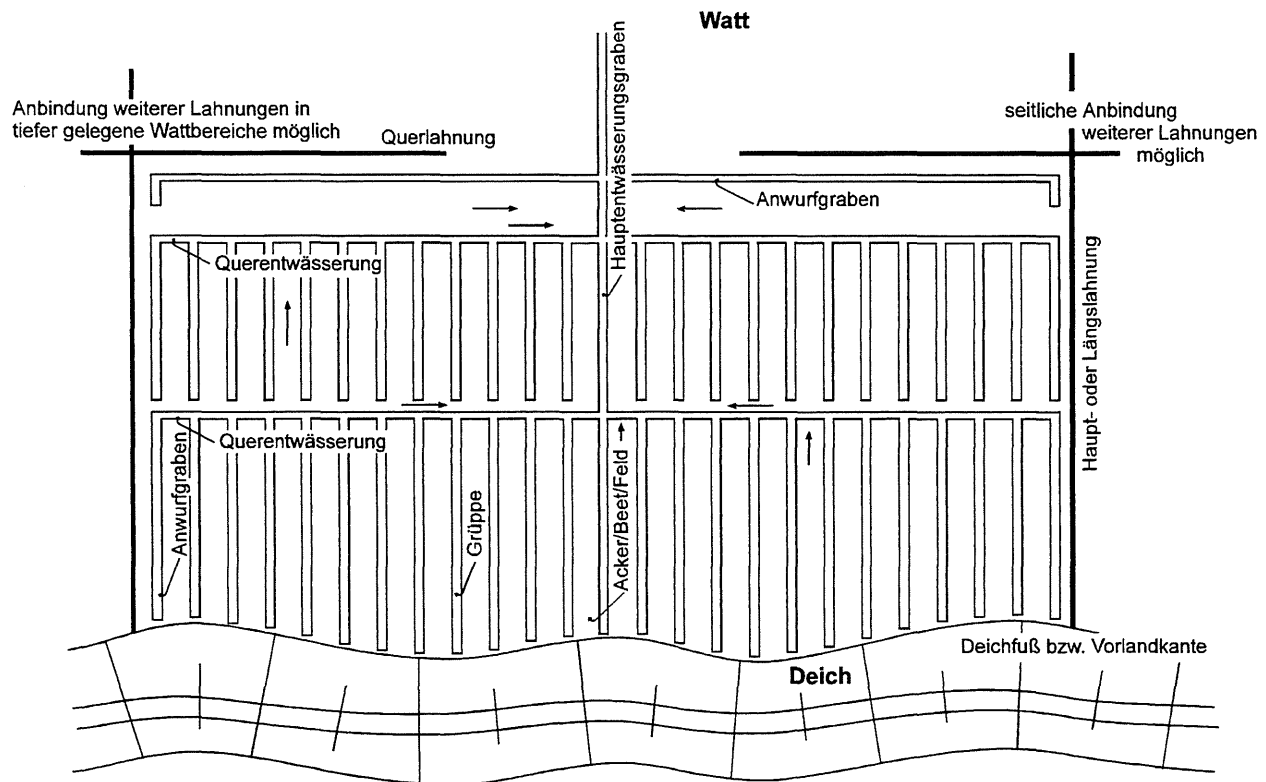 Watt
Anbindung weiterer Lahnungen in
tiefer gelegene Wattbereiche möglich
Querlahnung
Hauptentwässerungsgraben
seitliche Anbindung
weiterer Lahnungen
möglich
Anwurfgraben
Querentwässerung
Haupt- oder Längslahnung
Querentwässerung
Anwurfgraben
Grüppe
Acker/Beet/Feld
Deichfuß bzw. Vorlandkante
Deich